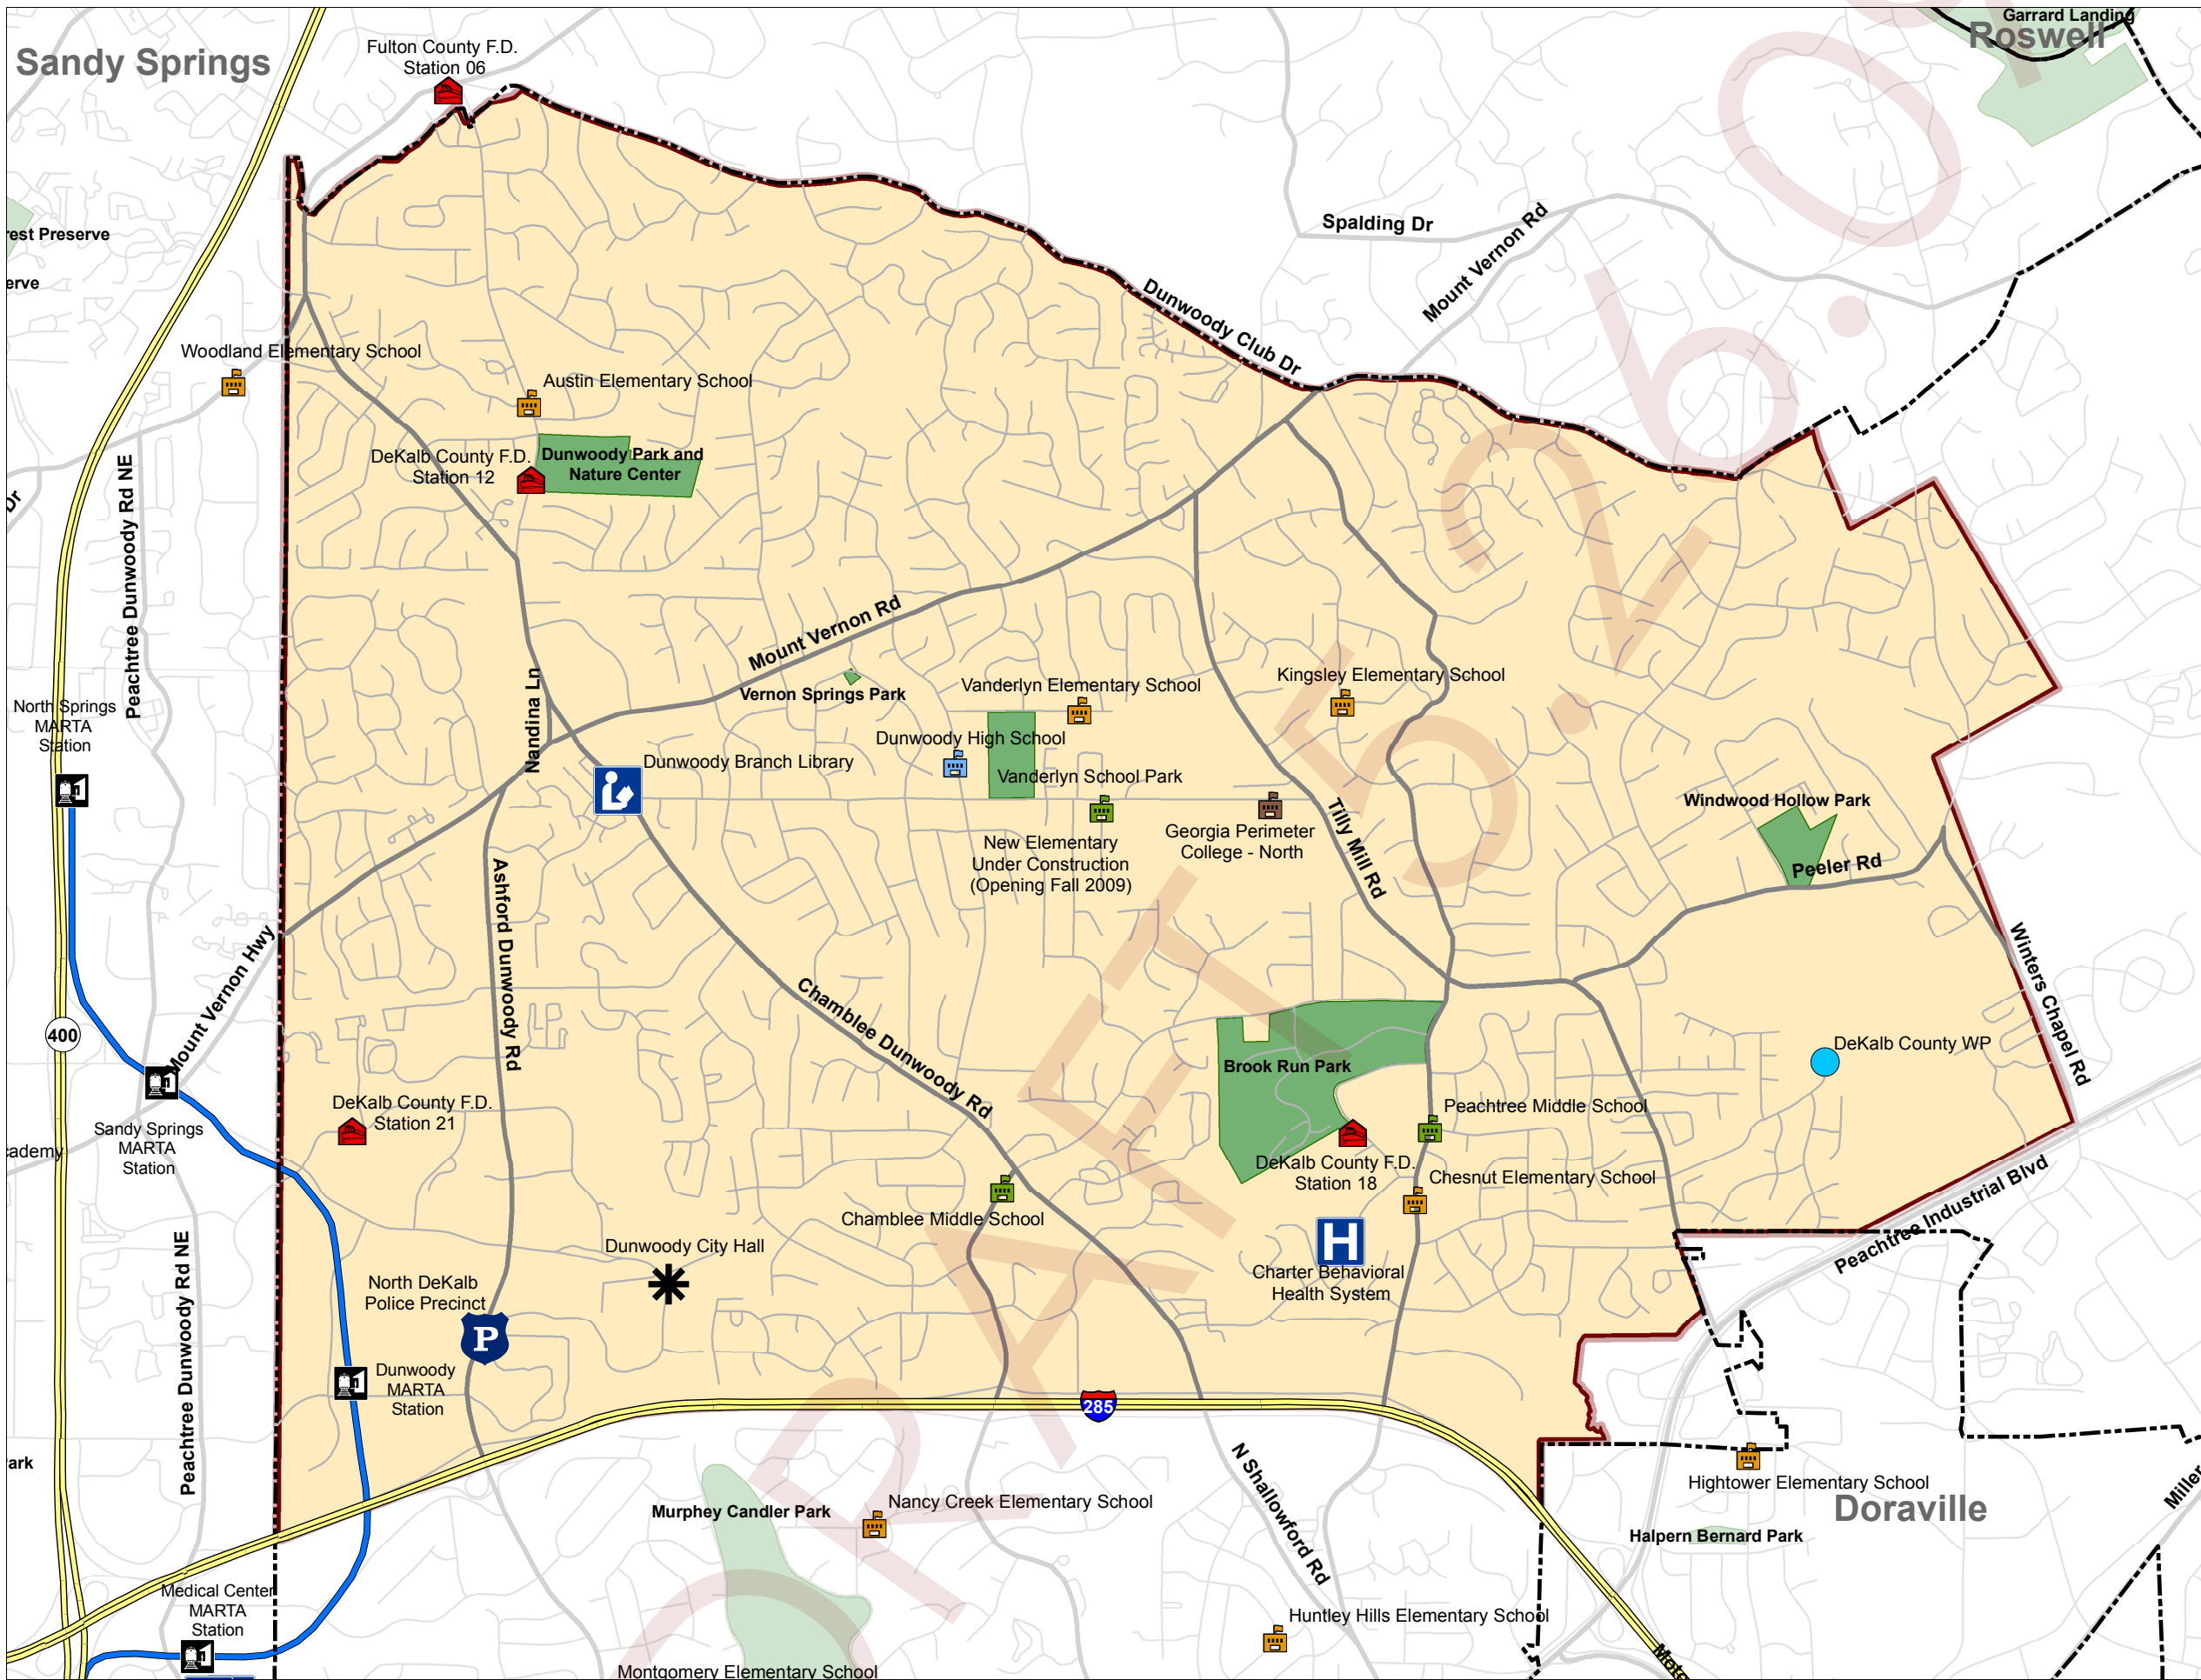 Garrard Landing
Roswell
Sandy Springs
Fulton County F.D.
Station 06
Spalding Dr
Mount Vernon Rd
rest Preserve
erve
Dunwoody Club Dr
Woodland Elementary School
Austin Elementary School
DeKalb County F.D.
Station 12
Dunwoody Park and
Nature Center
Dr
Peachtree Dunwoody Rd NE
Mount Vernon Rd
Nandina Ln
Vernon Springs Park
Vanderlyn Elementary School
Kingsley Elementary School
North Springs
MARTA
Station
Dunwoody High School
Dunwoody Branch Library
Vanderlyn School Park
Windwood Hollow Park
New Elementary
Under Construction
(Opening Fall 2009)
Georgia Perimeter
College - North
Tilly Mill Rd
Peeler Rd
Ashford Dunwoody Rd
Mount Vernon Hwy
Winters Chapel Rd
Chamblee Dunwoody Rd
400
DeKalb County WP
Brook Run Park
DeKalb County F.D.
Station 21
Peachtree Middle School
Sandy Springs
MARTA
Station
cademy
DeKalb County F.D.
Station 18
Chesnut Elementary School
Peachtree Industrial Blvd
Chamblee Middle School
Dunwoody City Hall
H
Charter Behavioral
Health System
North DeKalb
Police Precinct
P
Peachtree Dunwoody Rd NE
Dunwoody
MARTA
Station
285
ark
N Shallowford Rd
Hightower Elementary School
Doraville
Miller
Murphey Candler Park
Nancy Creek Elementary School
Halpern Bernard Park
Medical Center
MARTA
Station
Huntley Hills Elementary School
Moto
Montgomery Elementary School
DRAFT 5.2.6.0